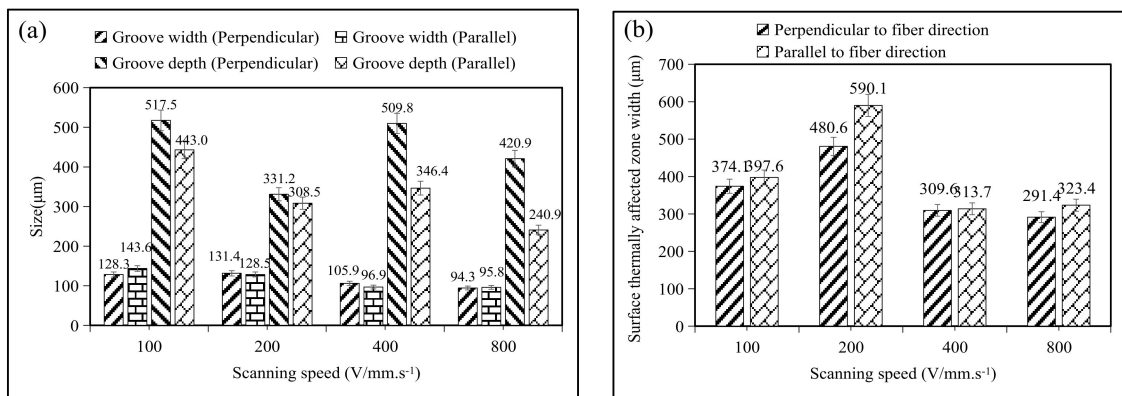 (a)
Groove width (Perpendicular) Groove width (Parallel)
Groove depth (Perpendicular) Groove depth (Parallel)
Size(μm)
600
500
400
300
200
100
0
128.3 143.6 517.5 443.0
131.4 128.5 331.2 308.5
105.9 96.9 509.8 346.4
94.3 95.8 420.9 240.9
100 200 400 800
Scanning speed (V/mm.s⁻¹)
(b)
Perpendicular to fiber direction
Parallel to fiber direction
Surface thermally affected zone width (μm)
700
600
500
400
300
200
100
0
374.1 397.6
480.6 590.1
309.6 313.7
291.4 323.4
100 200 400 800
Scanning speed (V/mm.s⁻¹)